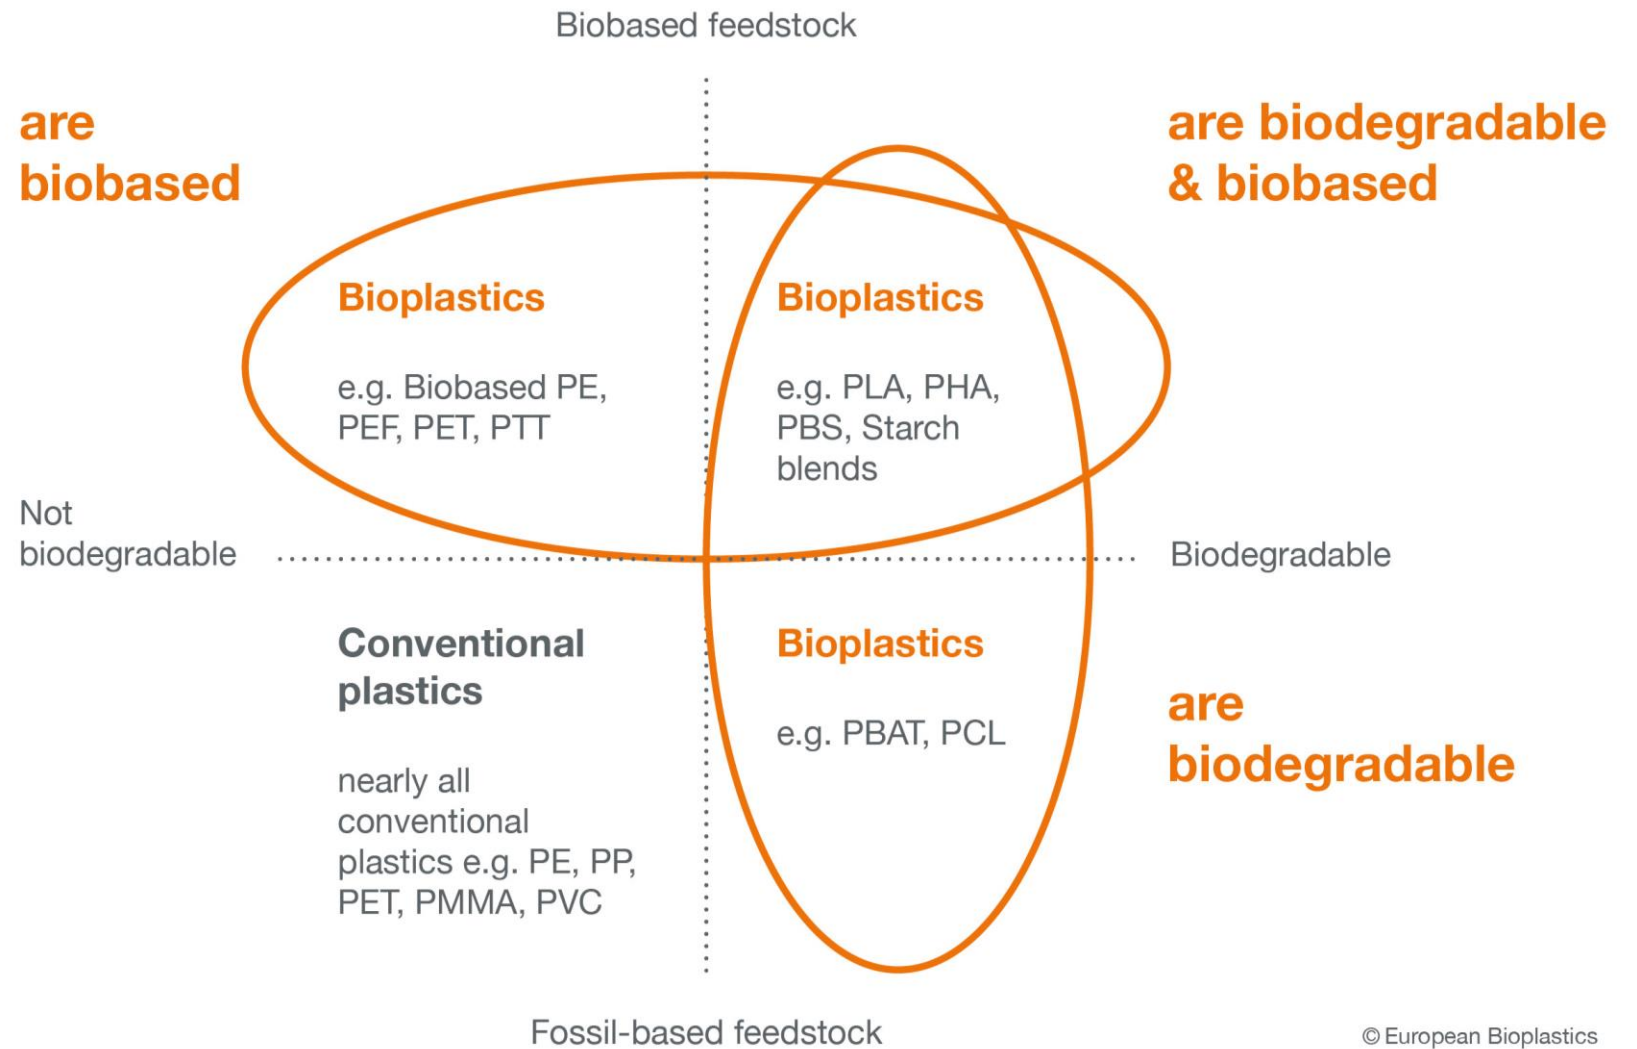 Biobased feedstock
are
biobased
are biodegradable
& biobased
Bioplastics
e.g. Biobased PE,
PEF, PET, PTT
Bioplastics
e.g. PLA, PHA,
PBS, Starch
blends
Not
biodegradable
Biodegradable
Conventional
plastics
nearly all
conventional
plastics e.g. PE, PP,
PET, PMMA, PVC
Bioplastics
e.g. PBAT, PCL
are
biodegradable
Fossil-based feedstock
© European Bioplastics